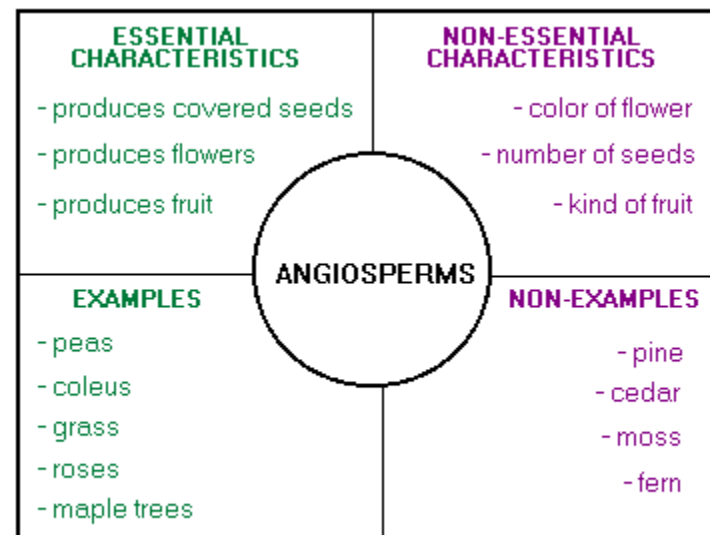 ESSENTIAL
CHARACTERISTICS
- produces covered seeds
- produces flowers
- produces fruit
NON-ESSENTIAL
CHARACTERISTICS
- color of flower
- number of seeds
- kind of fruit
ANGIOSPERMS
EXAMPLES
- peas
- coleus
- grass
- roses
- maple trees
NON-EXAMPLES
- pine
- cedar
- moss
- fern